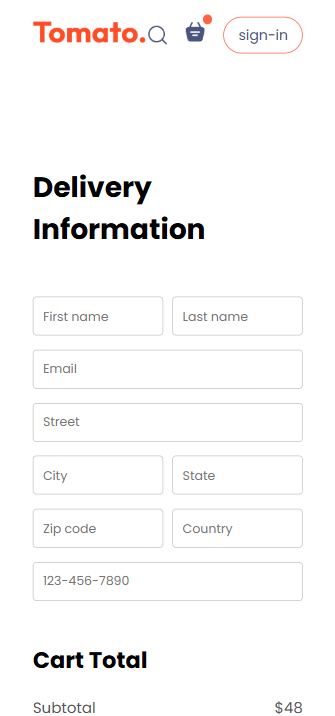 Tomato. sign-in
Delivery
Information
First name Last name
Email
Street
City State
Zip code Country
123-456-7890
Cart Total
Subtotal $48